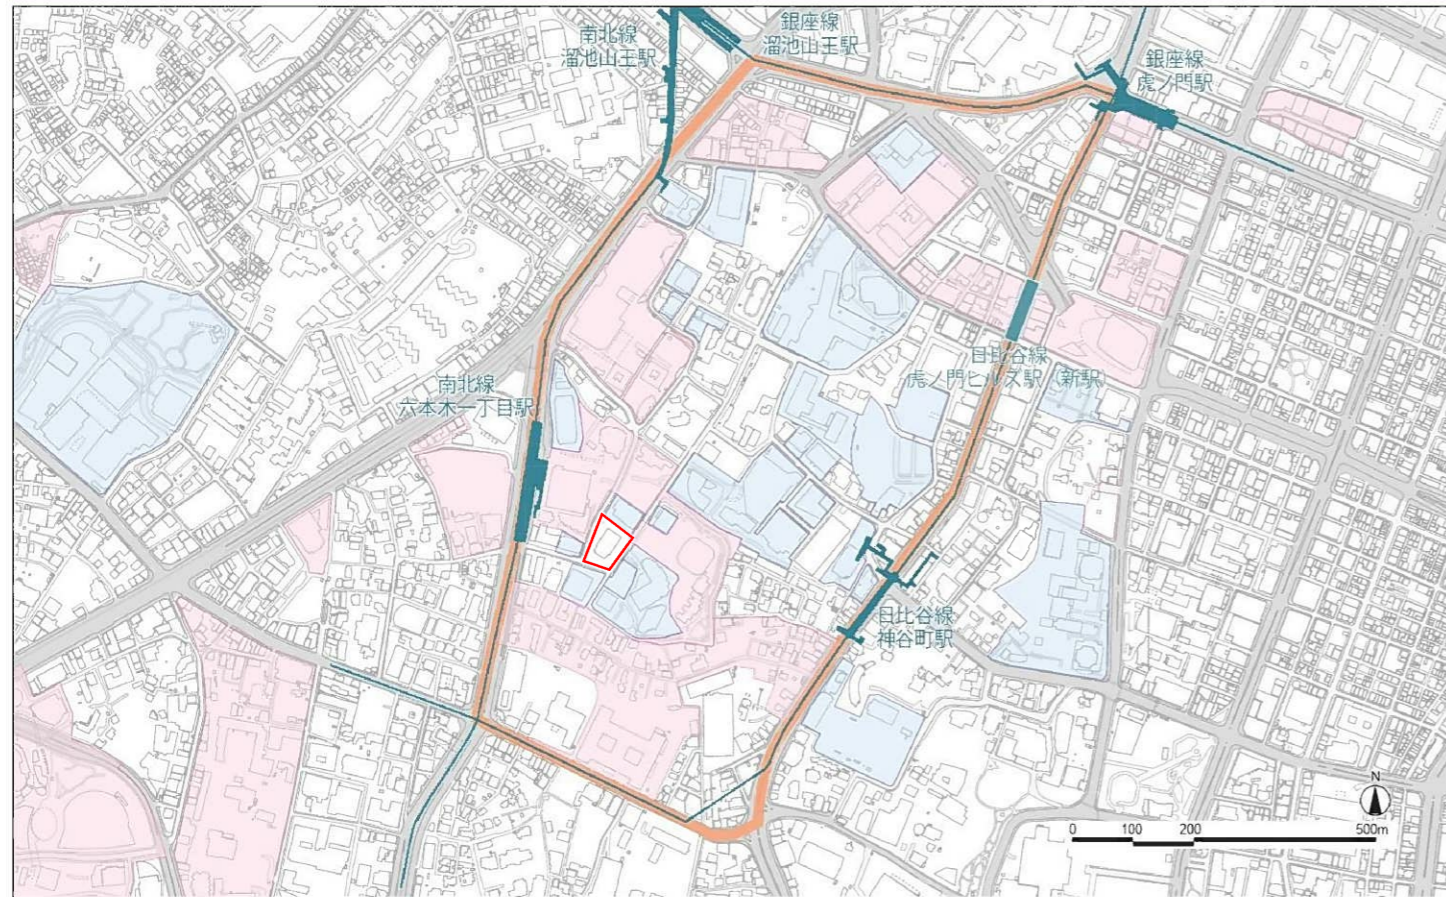 南北線
溜池山王駅
銀座線
溜池山王駅
銀座線
虎ノ門駅
日比谷線
虎ノ門ヒルズ駅（新駅）
南北線
六本木一丁目駅
日比谷線
神谷町駅
N
0 100 200 500m